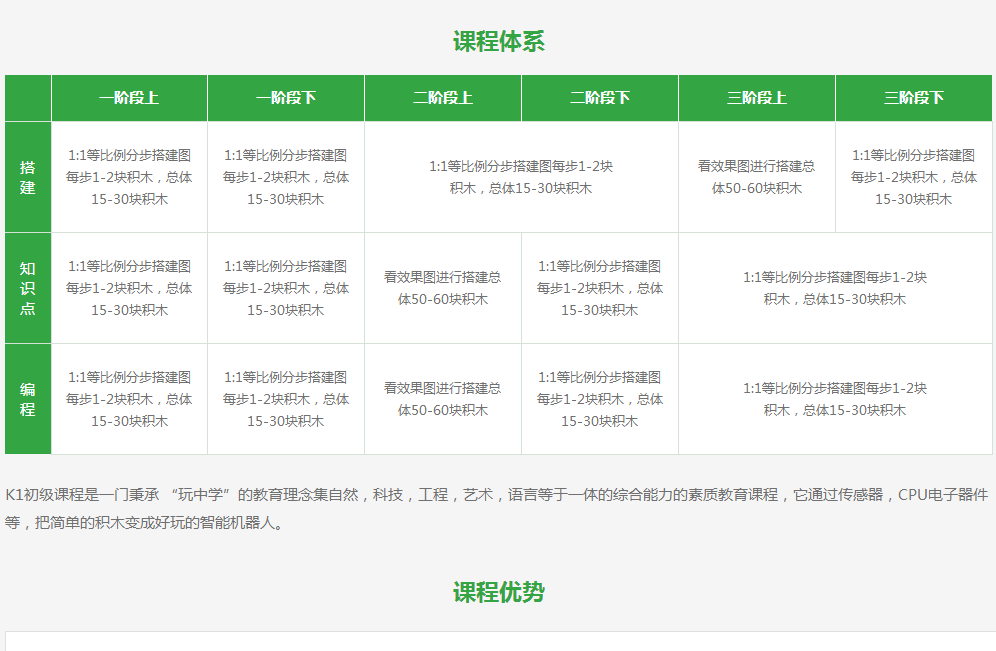 课程体系
一阶段上 一阶段下 二阶段上 二阶段下 三阶段上 三阶段下
搭建
1:1等比例分步搭建图
每步1-2块积木，总体
15-30块积木
1:1等比例分步搭建图
每步1-2块积木，总体
15-30块积木
1:1等比例分步搭建图每步1-2块
积木，总体15-30块积木
看效果图进行搭建总
体50-60块积木
1:1等比例分步搭建图
每步1-2块积木，总体
15-30块积木
知识点
1:1等比例分步搭建图
每步1-2块积木，总体
15-30块积木
1:1等比例分步搭建图
每步1-2块积木，总体
15-30块积木
看效果图进行搭建总
体50-60块积木
1:1等比例分步搭建图
每步1-2块积木，总体
15-30块积木
1:1等比例分步搭建图每步1-2块
积木，总体15-30块积木
编程
1:1等比例分步搭建图
每步1-2块积木，总体
15-30块积木
1:1等比例分步搭建图
每步1-2块积木，总体
15-30块积木
看效果图进行搭建总
体50-60块积木
1:1等比例分步搭建图
每步1-2块积木，总体
15-30块积木
1:1等比例分步搭建图每步1-2块
积木，总体15-30块积木
K1初级课程是一门秉承 “玩中学”的教育理念集自然，科技，工程，艺术，语言等于一体的综合能力的素质教育课程，它通过传感器，CPU电子器件
等，把简单的积木变成好玩的智能机器人。
课程优势